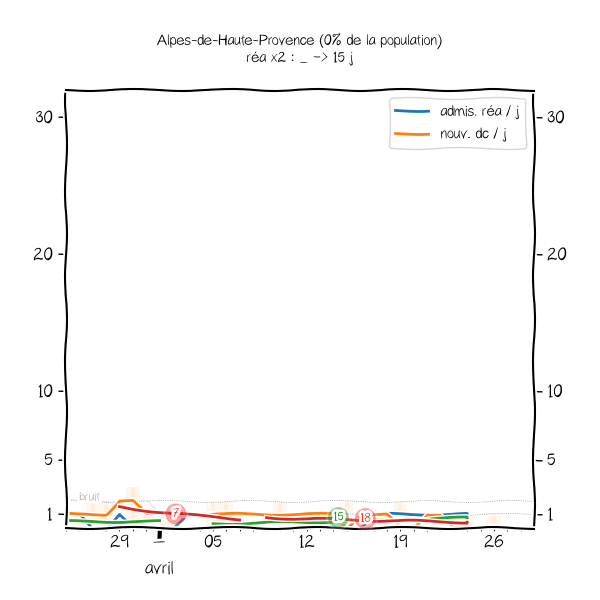 Alpes-de-Haute-Provence (0% de la population)
réa x2 : _ -> 15 j
admis. réa / j
nouv. dc / j
30 30
20 20
10 10
5 5
bruit
1 7 15 18 1
29 _ 05 12 19 26
avril